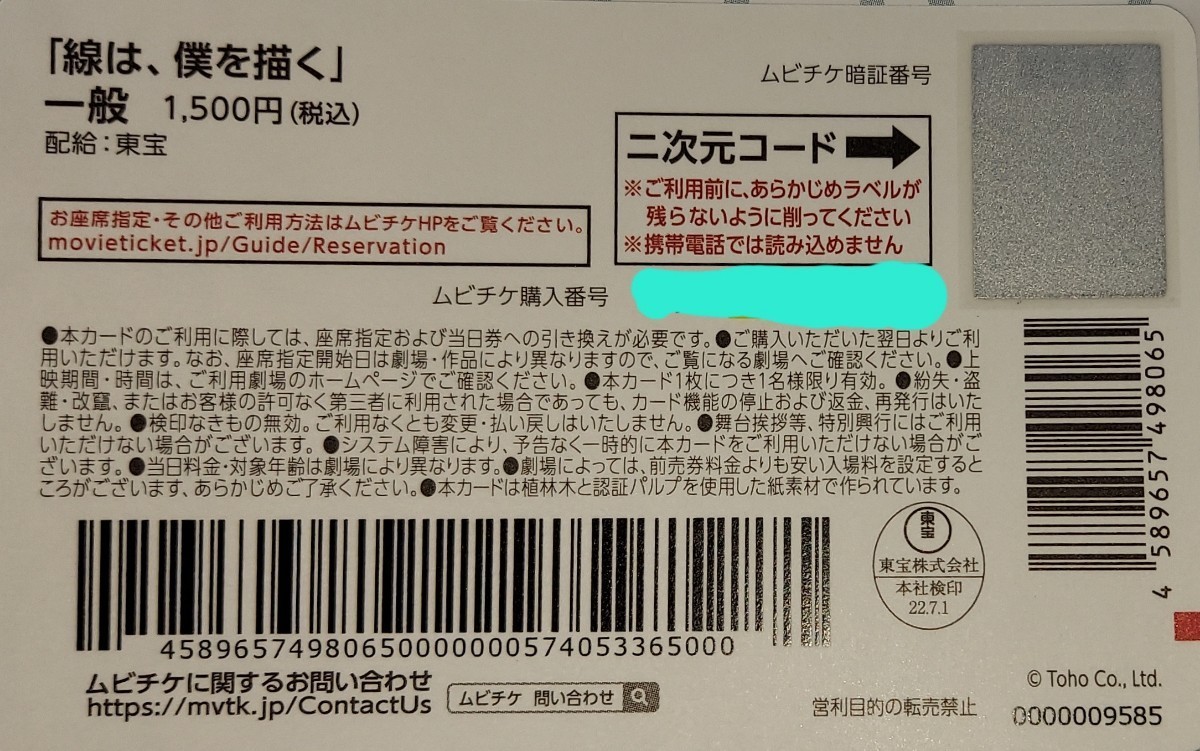 「線は、僕を描く」
一般 1,500円(税込)
配給:東宝
ムビチケ暗証番号
二次元コード
※ご利用前に、あらかじめラベルが
残らないように削ってください
※携帯電話では読み込めません
お座席指定・その他ご利用方法はムビチケHPをご覧ください。
movieticket.jp/Guide/Reservation
ムビチケ購入番号
●本カードのご利用に際しては、座席指定および当日券への引き換えが必要です。●ご購入いただいた翌日よりご利
用いただけます。なお、座席指定開始日は劇場・作品により異なりますので、ご覧になる劇場へご確認ください。●上
映期間・時間は、ご利用劇場のホームページでご確認ください。●本カード1枚につき1名様限り有効。●紛失・盗
難・改竄、またはお客様の許可なく第三者に利用された場合であっても、カード機能の停止および返金、再発行はいた
しません。●検印なきもの無効。ご利用なくとも変更・払い戻しはいたしません。●舞台挨拶等、特別興行にはご利用
いただけない場合がございます。●システム障害により、予告なく一時的に本カードをご利用いただけない場合がご
ざいます。●当日料金・対象年齢は劇場により異なります。●劇場によっては、前売券料金よりも安い入場料を設定すると
ころがございます、あらかじめご了承ください。●本カードは植林木と認証パルプを使用した紙素材で作られています。
4589657498065000000057405336500​0
東宝
東宝株式会社
本社検印
22.7.1
4 589657 498065
ムビチケに関するお問い合わせ
https://mvtk.jp/ContactUs
ムビチケ 問い合わせ
営利目的の転売禁止
© Toho Co., Ltd.
0000009585